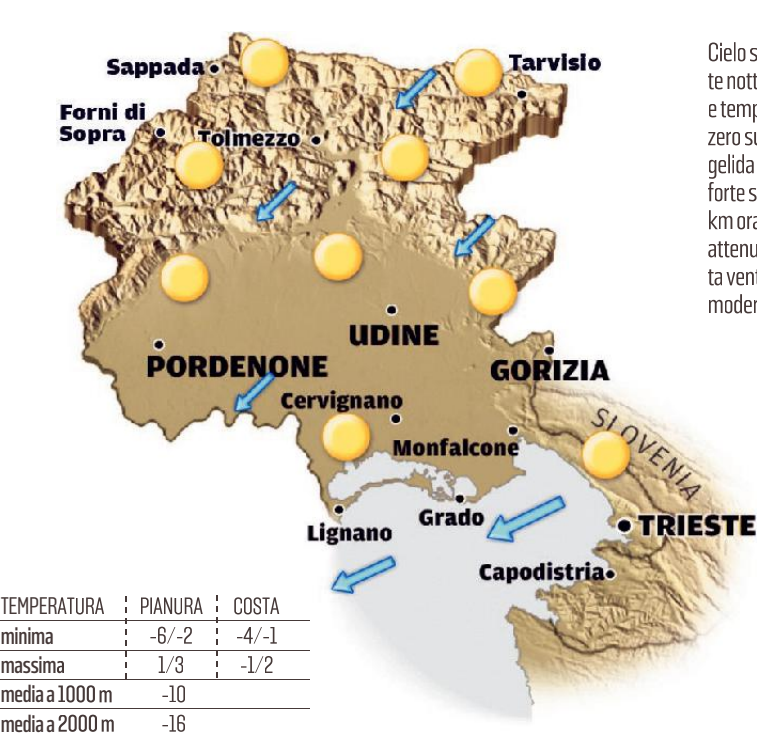 Sappada
Tarvisio
Forni di
Sopra
Tolmezzo
UDINE
PORDENONE
GORIZIA
Cervignano
Monfalcone
SLOVENIA
Lignano
Grado
TRIESTE
Capodistria
Cielo s
te nott
e temp
zero su
gelida
forte s
km ora
attenu
ta vent
moder
TEMPERATURA PIANURA COSTA
minima -6/-2 -4/-1
massima 1/3 -1/2
media a 1000 m -10
media a 2000 m -16